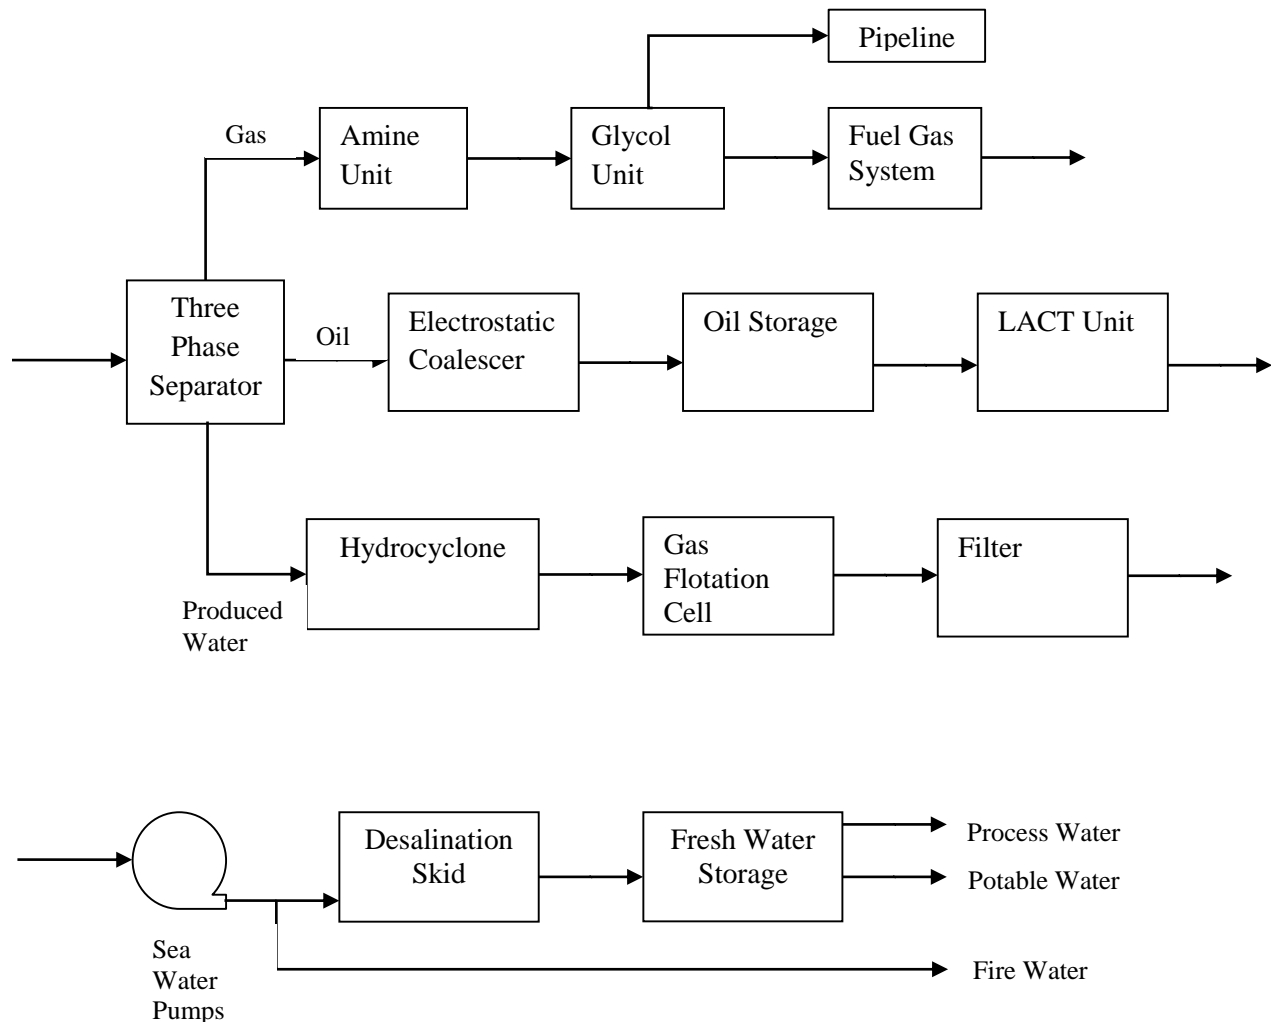 Pipeline
Gas
Amine
Unit
Glycol
Unit
Fuel Gas
System
Three
Phase
Separator
Oil
Electrostatic
Coalescer
Oil Storage
LACT Unit
Hydrocyclone
Gas
Flotation
Cell
Filter
Produced
Water
Desalination
Skid
Fresh Water
Storage
Process Water
Potable Water
Sea
Water
Pumps
Fire Water